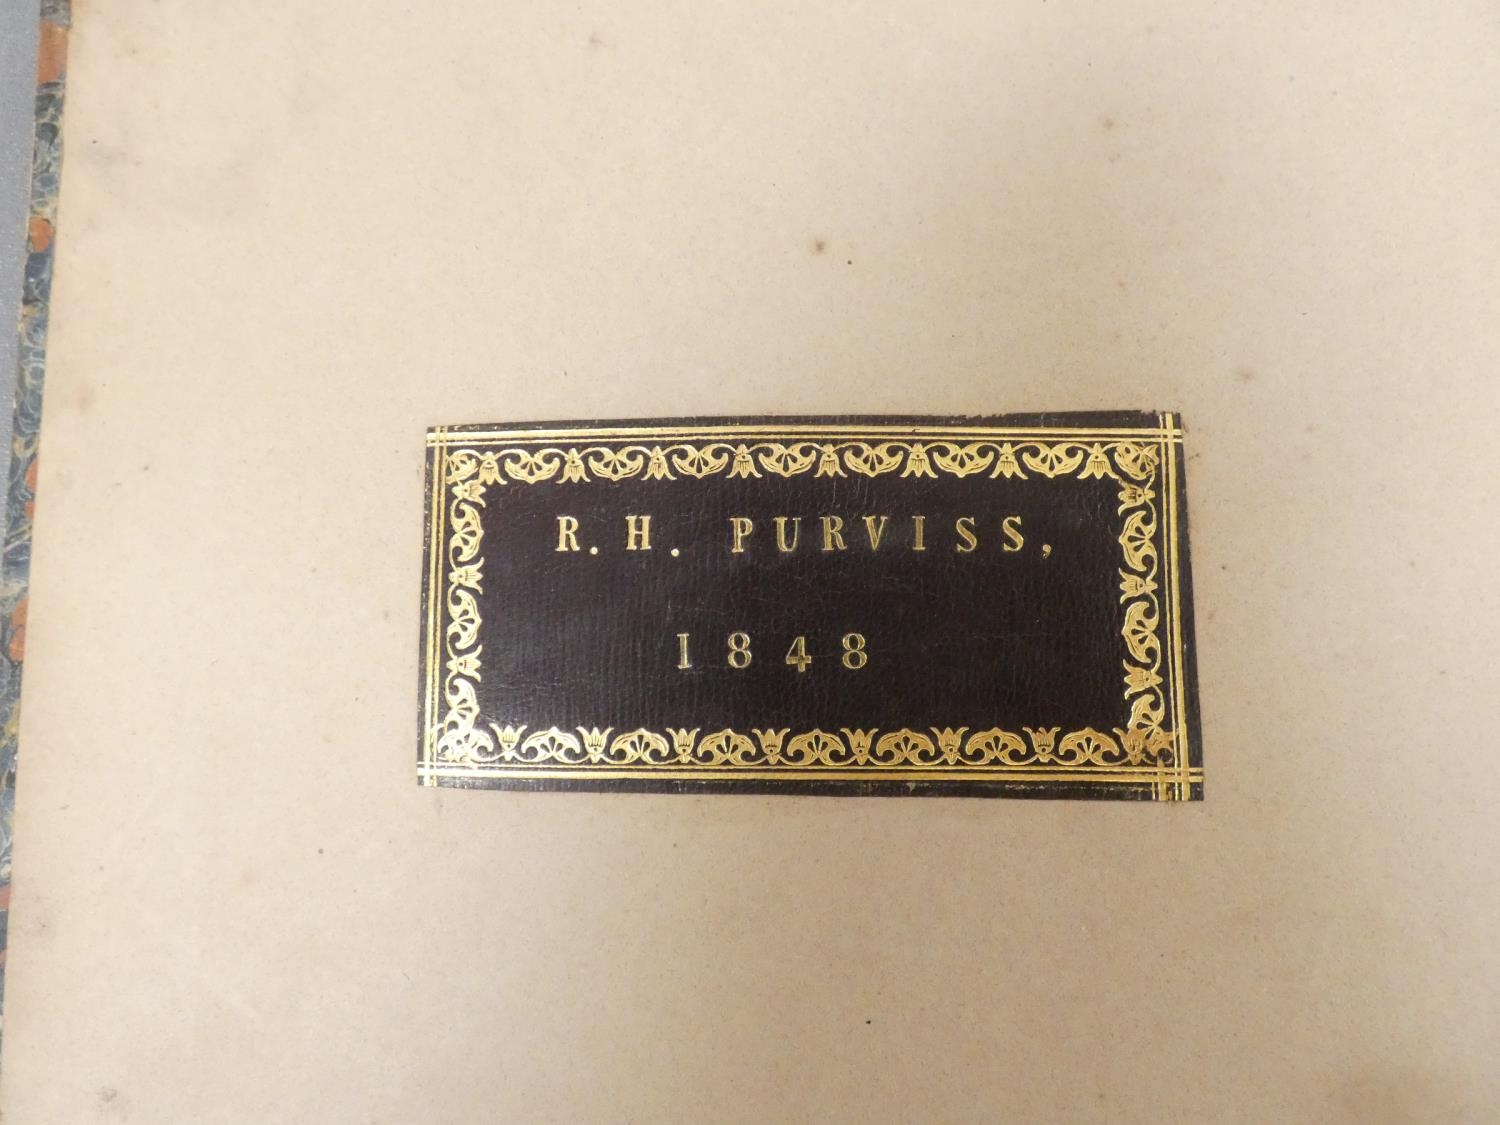 R. H. PURVISS,
1848